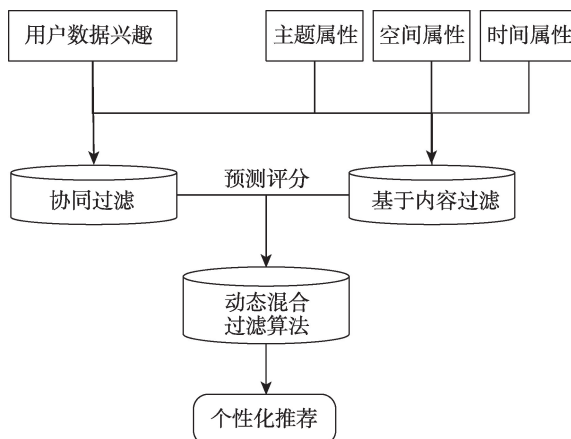 用户数据兴趣
主题属性
空间属性
时间属性
预测评分
协同过滤
基于内容过滤
动态混合
过滤算法
个性化推荐